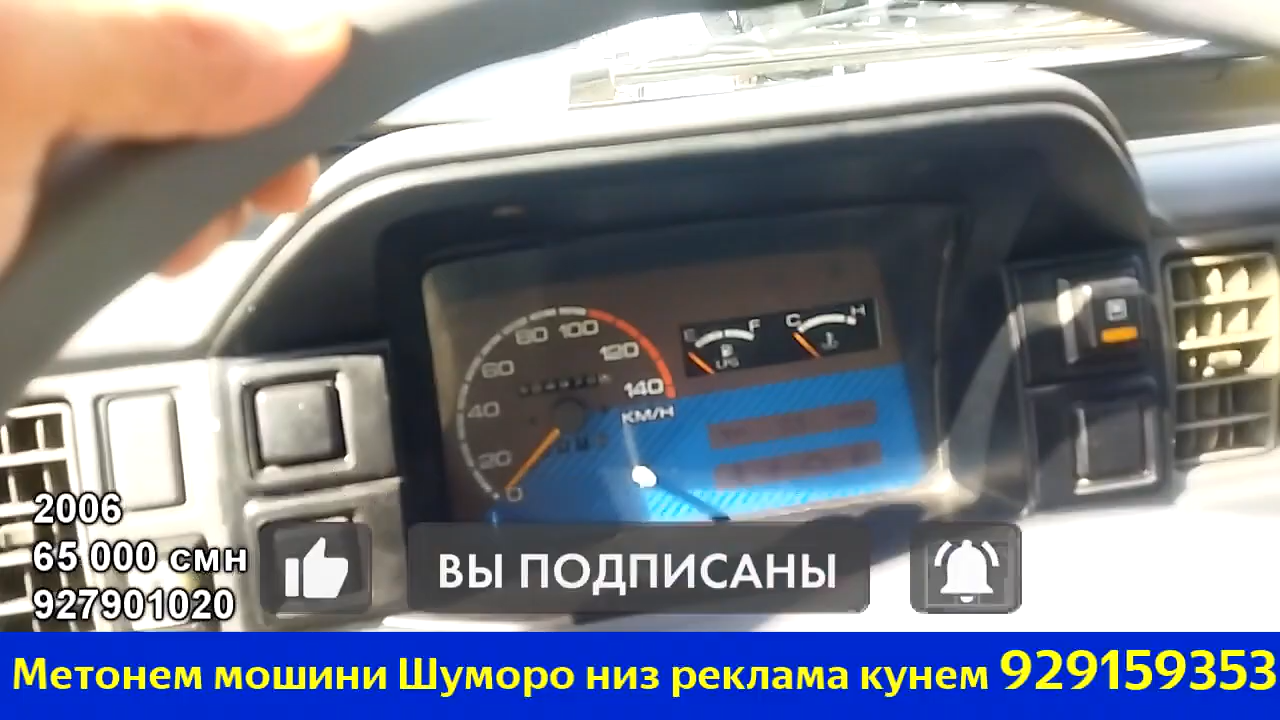 80 100
60 120
40 140
20 KM/H
0
E F C H
LPG
2006
65 000 смн
927901020
ВЫ ПОДПИСАНЫ
Метонем мошини Шуморо низ реклама кунем 929159353